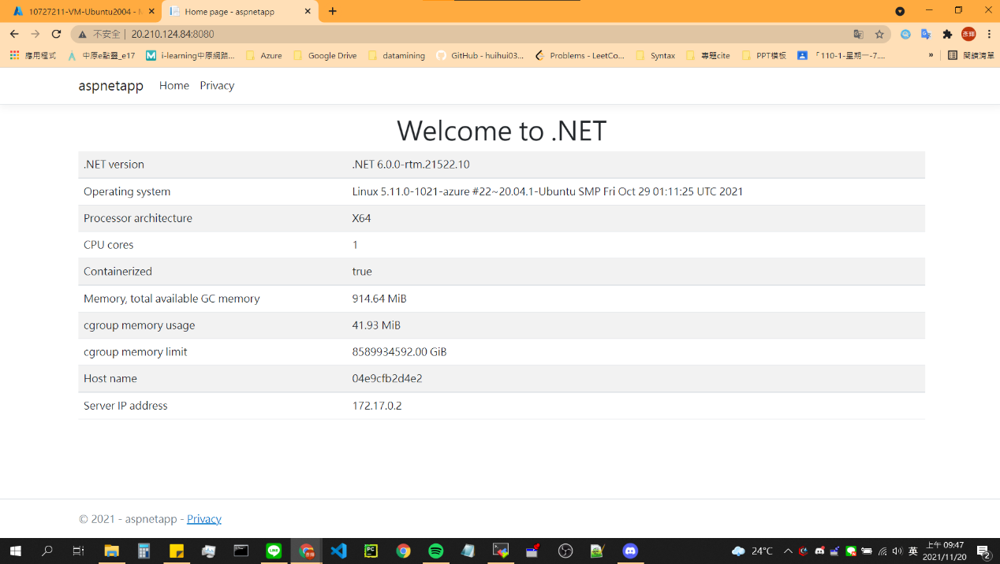 10727211-VM-Ubuntu2004 - M
Home page - aspnetapp
不安全 | 20.210.124.84:8080
彥輝
應用程式
中原e點靈_e17
i-learning中原網路...
Azure
Google Drive
datamining
GitHub - huihui03...
Problems - LeetCo...
Syntax
專題cite
PPT模板
「110-1-星期一-7....
»
閱讀清單
aspnetapp Home Privacy
Welcome to .NET
.NET version .NET 6.0.0-rtm.21522.10
Operating system Linux 5.11.0-1021-azure #22~20.04.1-Ubuntu SMP Fri Oct 29 01:11:25 UTC 2021
Processor architecture X64
CPU cores 1
Containerized true
Memory, total available GC memory 914.64 MiB
cgroup memory usage 41.93 MiB
cgroup memory limit 8589934592.00 GiB
Host name 04e9cfb2d4e2
Server IP address 172.17.0.2
© 2021 - aspnetapp - Privacy
24°C
英
上午 09:47
2021/11/20
2